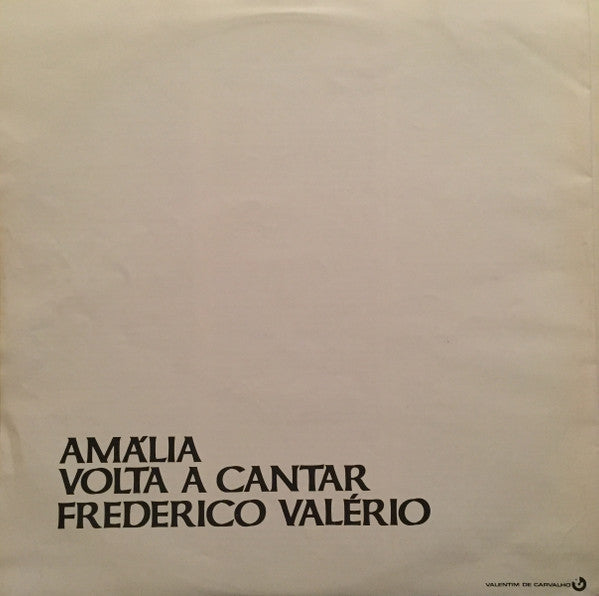 AMÁLIA
VOLTA A CANTAR
FREDERICO VALÉRIO
VALENTIM DE CARVALHO